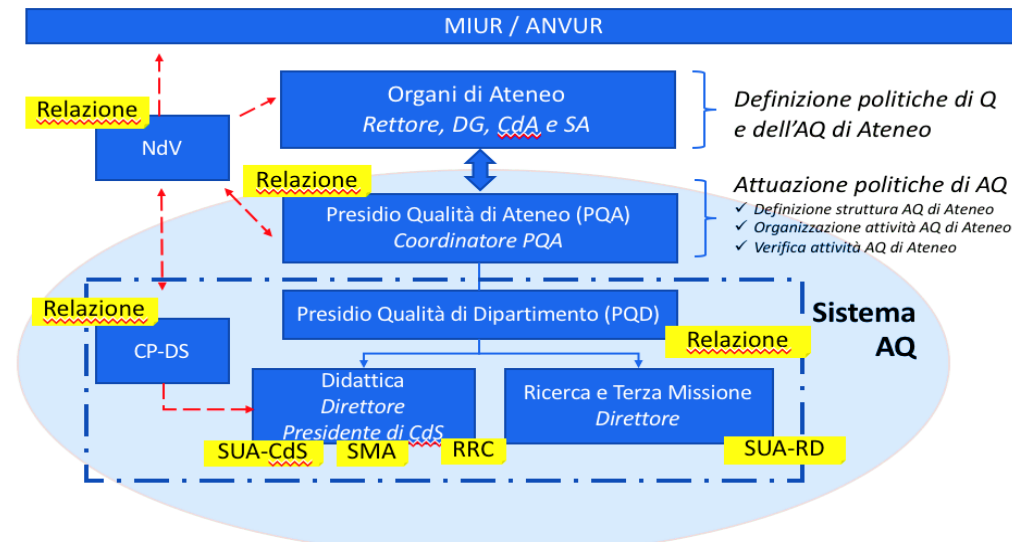 MIUR / ANVUR
Relazione
NdV
Organi di Ateneo
Rettore, DG, CdA e SA
Definizione politiche di Q
e dell'AQ di Ateneo
Relazione
Presidio Qualità di Ateneo (PQA)
Coordinatore PQA
Attuazione politiche di AQ
✓ Definizione struttura AQ di Ateneo
✓ Organizzazione attività AQ di Ateneo
✓ Verifica attività AQ di Ateneo
Relazione
CP-DS
Presidio Qualità di Dipartimento (PQD)
Relazione
Sistema
AQ
Didattica
Direttore
Presidente di CdS
Ricerca e Terza Missione
Direttore
SUA-CdS
SMA
RRC
SUA-RD